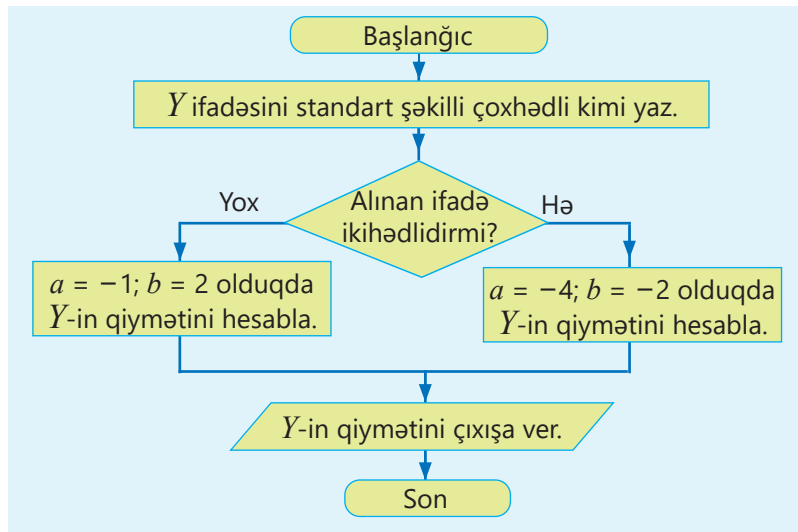 Başlanğıc
Y ifadəsini standart şəkilli çoxhədli kimi yaz.
Yox
Alınan ifadə
ikihədlidirmi?
Hə
a = −1; b = 2 olduqda
Y-in qiymətini hesabla.
a = −4; b = −2 olduqda
Y-in qiymətini hesabla.
Y-in qiymətini çıxışa ver.
Son